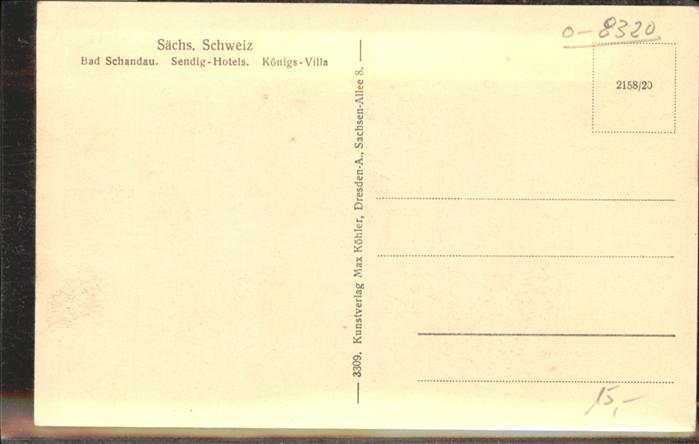 Sächs. Schweiz
Bad Schandau. Sendig-Hotels. Königs-Villa
3309. Kunstverlag Max Köhler, Dresden-A., Sachsen-Allee 8.
0-8320
2158/20
15,-